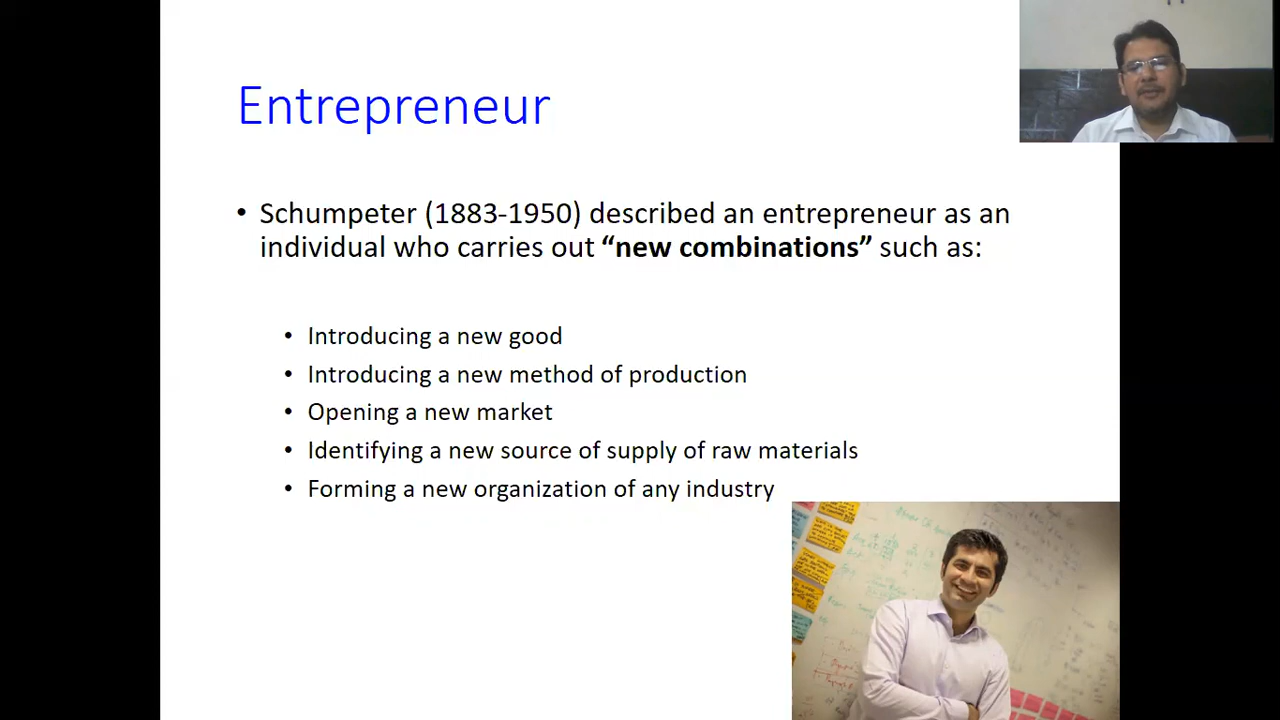 Entrepreneur
• Schumpeter (1883-1950) described an entrepreneur as an
individual who carries out “new combinations” such as:
• Introducing a new good
• Introducing a new method of production
• Opening a new market
• Identifying a new source of supply of raw materials
• Forming a new organization of any industry